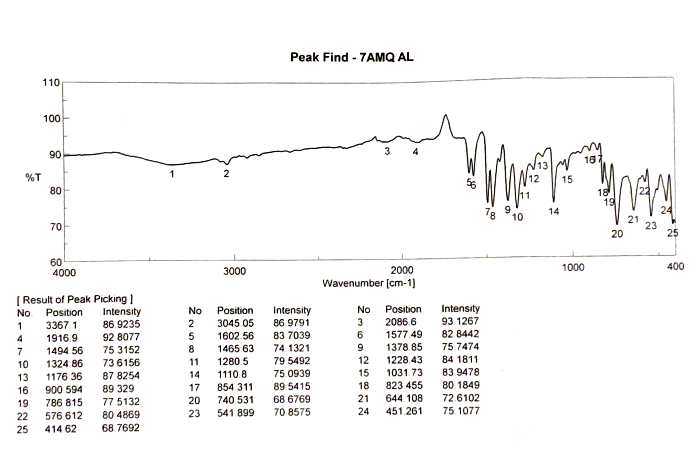 Peak Find - 7AMQ AL
110
100
90
80
70
60
%T
4000 3000 2000 1000 400
Wavenumber [cm-1]
1 2 3 4 5 6 7 8 9 10 11 12 13 14 15 16 17 18 19 20 21 22 23 24 25
[ Result of Peak Picking ]
No. Position Intensity No. Position Intensity No. Position Intensity
1 3367.1 86.9235 2 3045.05 86.9791 3 2086.6 93.1267
4 1916.9 92.8077 5 1602.56 83.7039 6 1577.49 82.8442
7 1494.56 75.3152 8 1465.63 74.1321 9 1378.85 75.7474
10 1324.86 73.6156 11 1280.5 79.5492 12 1228.43 84.1811
13 1176.36 87.8254 14 1110.8 75.0939 15 1031.73 83.9478
16 900.594 89.329 17 854.311 89.5415 18 823.455 80.1849
19 786.815 77.5132 20 740.531 68.6769 21 644.108 72.6102
22 576.612 80.4869 23 541.899 70.8575 24 451.261 75.1077
25 414.62 68.7692